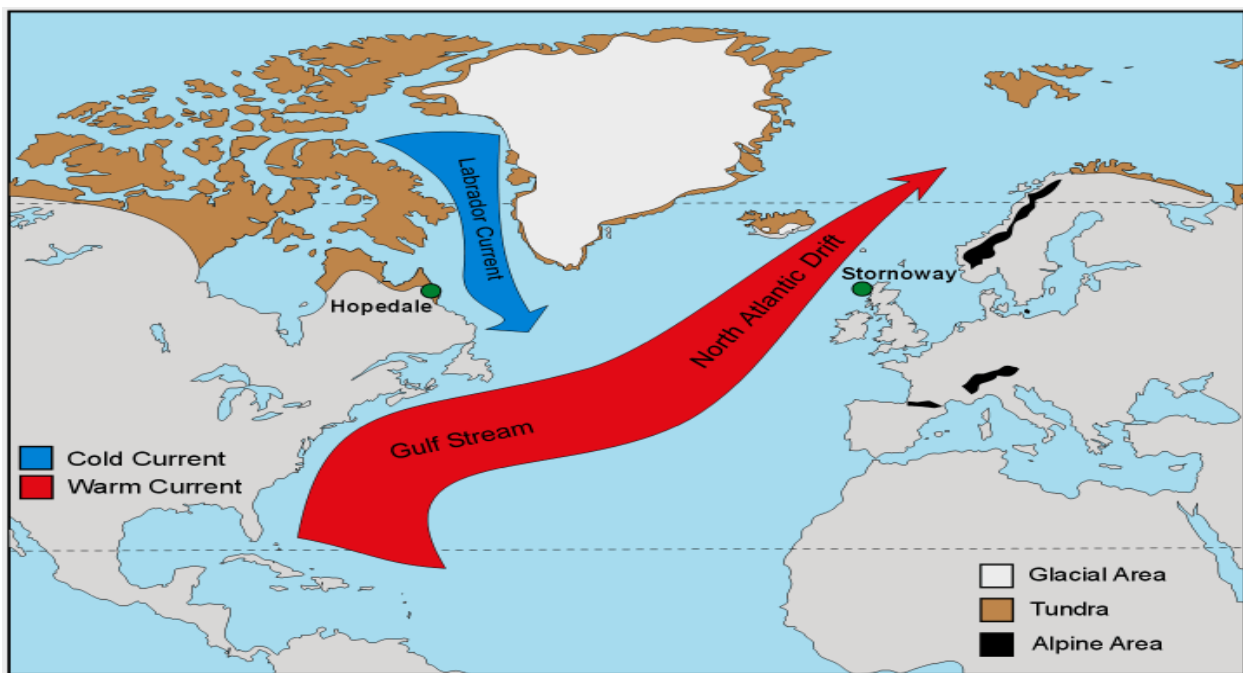 Labrador Current
Hopedale
Stornoway
North Atlantic Drift
Gulf Stream
Cold Current
Warm Current
Glacial Area
Tundra
Alpine Area